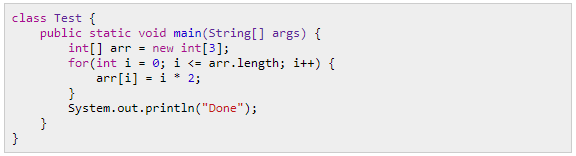 class Test {
    public static void main(String[] args) {
        int[] arr = new int[3];
        for(int i = 0; i <= arr.length; i++) {
            arr[i] = i * 2;
        }
        System.out.println("Done");
    }
}